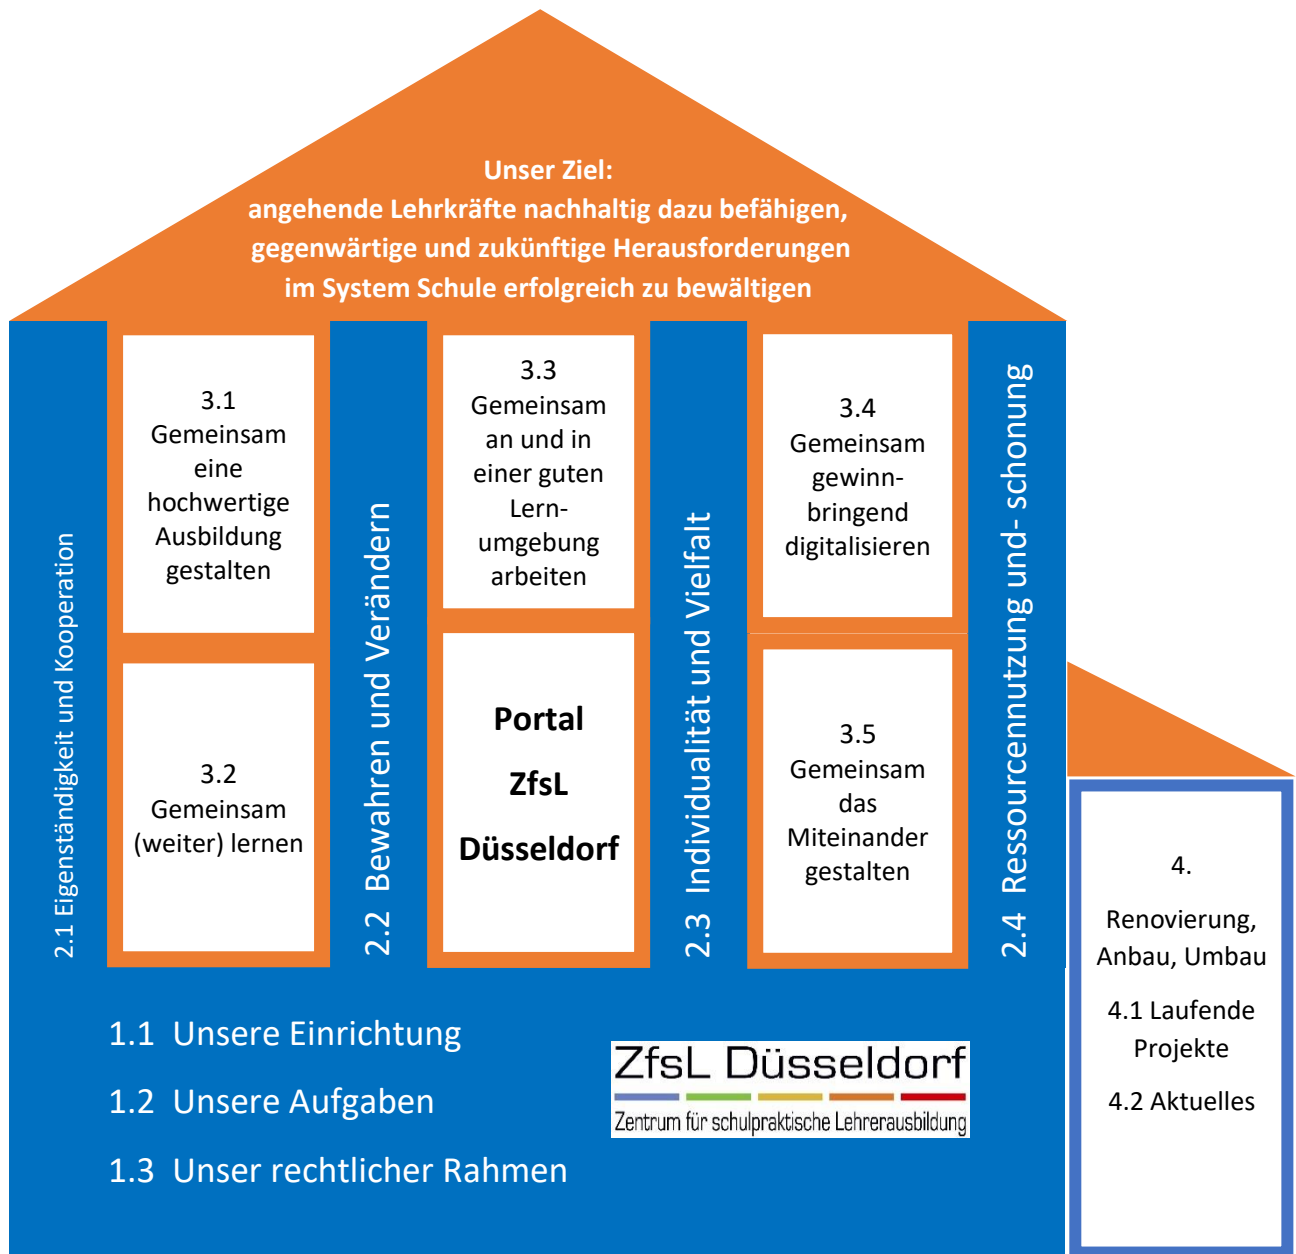 Unser Ziel:
angehende Lehrkräfte nachhaltig dazu befähigen,
gegenwärtige und zukünftige Herausforderungen
im System Schule erfolgreich zu bewältigen
2.1 Eigenständigkeit und Kooperation
3.1
Gemeinsam
eine
hochwertige
Ausbildung
gestalten
3.2
Gemeinsam
(weiter) lernen
2.2 Bewahren und Verändern
3.3
Gemeinsam
an und in
einer guten
Lern-
umgebung
arbeiten
Portal
ZfsL
Düsseldorf
2.3 Individualität und Vielfalt
3.4
Gemeinsam
gewinn-
bringend
digitalisieren
3.5
Gemeinsam
das
Miteinander
gestalten
2.4 Ressourcennutzung und- schonung
4.
Renovierung,
Anbau, Umbau
4.1 Laufende
Projekte
4.2 Aktuelles
1.1 Unsere Einrichtung
1.2 Unsere Aufgaben
1.3 Unser rechtlicher Rahmen
ZfsL Düsseldorf
Zentrum für schulpraktische Lehrerausbildung